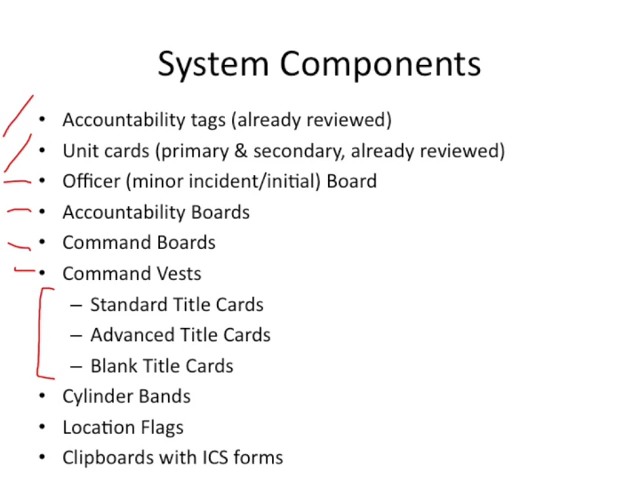 System Components
• Accountability tags (already reviewed)
• Unit cards (primary & secondary, already reviewed)
• Officer (minor incident/initial) Board
• Accountability Boards
• Command Boards
• Command Vests
– Standard Title Cards
– Advanced Title Cards
– Blank Title Cards
• Cylinder Bands
• Location Flags
• Clipboards with ICS forms